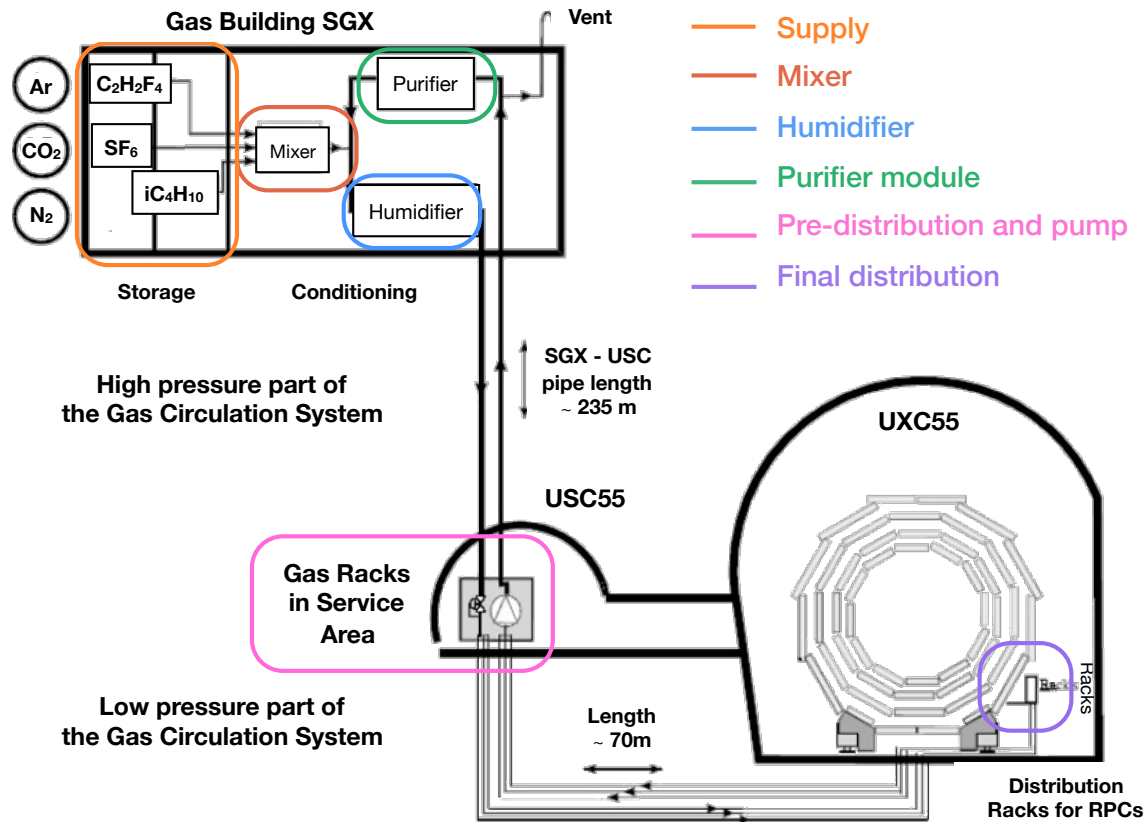 Gas Building SGX
Vent
Ar
CO₂
N₂
C₂H₂F₄
SF₆
iC₄H₁₀
Mixer
Purifier
Humidifier
Storage
Conditioning
Supply
Mixer
Humidifier
Purifier module
Pre-distribution and pump
Final distribution
High pressure part of
the Gas Circulation System
SGX - USC
pipe length
~ 235 m
UXC55
USC55
Gas Racks
in Service
Area
Racks
Racks
Low pressure part of
the Gas Circulation System
Length
~ 70m
Distribution
Racks for RPCs